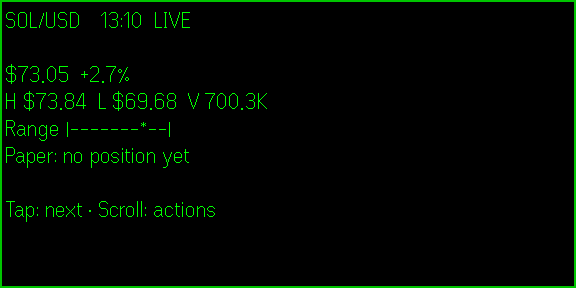 SOL/USD 13:10 LIVE
$73.05 +2.7%
H $73.84 L $69.68 V 700.3K
Range |-------*--|
Paper: no position yet
Tap: next · Scroll: actions